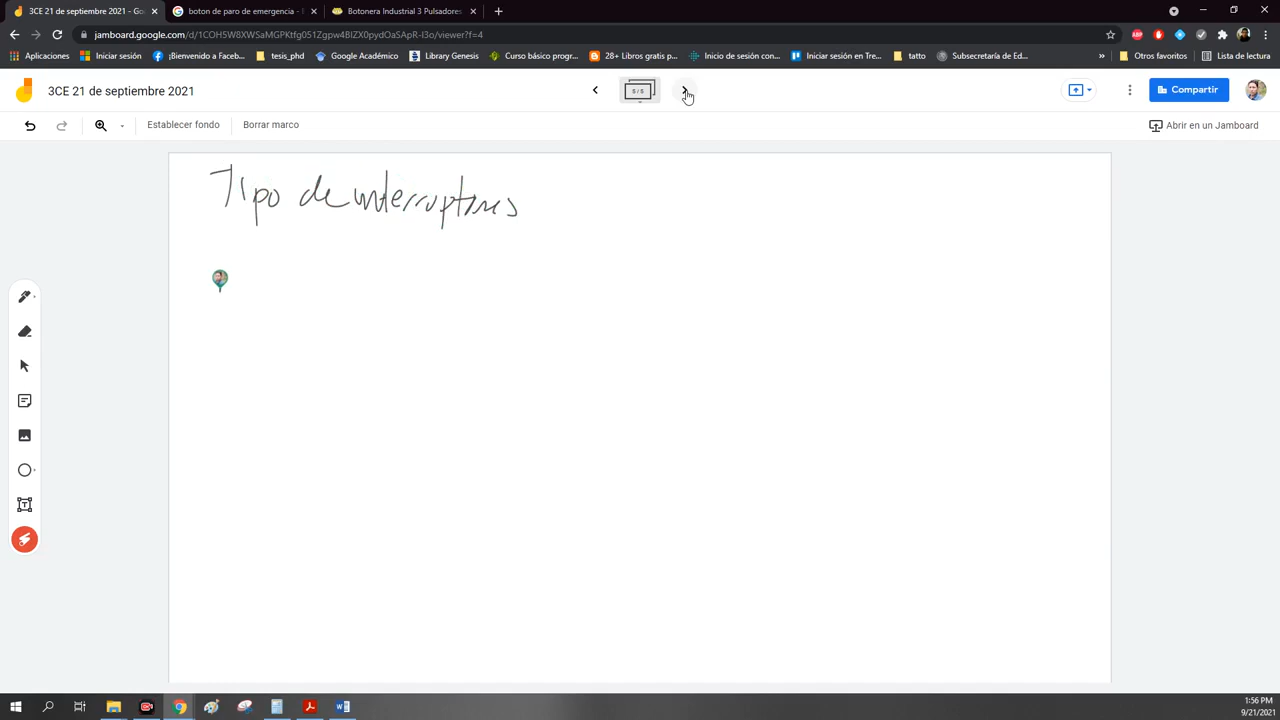 3CE 21 de septiembre 2021 - Go
boton de paro de emergencia - B
Botonera Industrial 3 Pulsadores
jamboard.google.com/d/1COH5W8XWSaMGPKtfg051Zgpw4BIZX0pydOaSApR-I3o/viewer?f=4
Aplicaciones
Iniciar sesión
¡Bienvenido a Faceb...
tesis_phd
Google Académico
Library Genesis
Curso básico progr...
28+ Libros gratis p...
Inicio de sesión con...
Iniciar sesión en Tre...
tatto
Subsecretaría de Ed...
»
Otros favoritos
Lista de lectura
3CE 21 de septiembre 2021
5 / 5
Compartir
Establecer fondo
Borrar marco
Abrir en un Jamboard
Tipo de interruptores
1:56 PM
9/21/2021